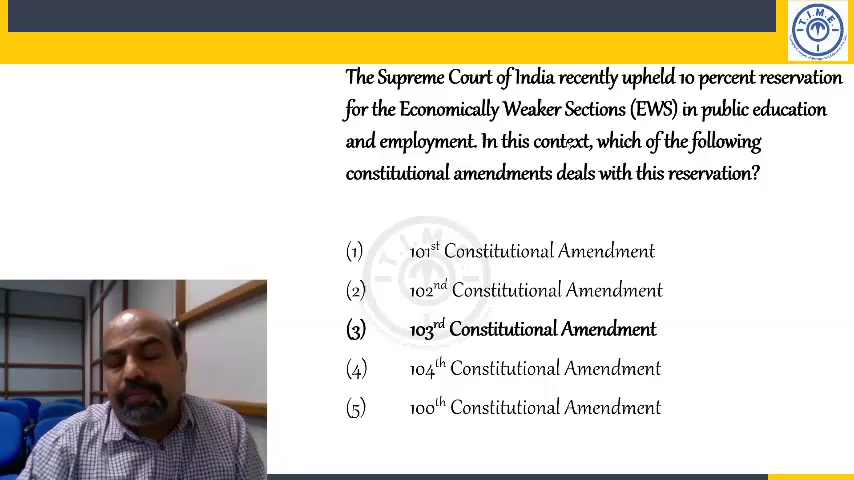 T.I.M.E.
The Supreme Court of India recently upheld 10 percent reservation
for the Economically Weaker Sections (EWS) in public education
and employment. In this context, which of the following
constitutional amendments deals with this reservation?
(1) 101st Constitutional Amendment
(2) 102nd Constitutional Amendment
(3) 103rd Constitutional Amendment
(4) 104th Constitutional Amendment
(5) 100th Constitutional Amendment